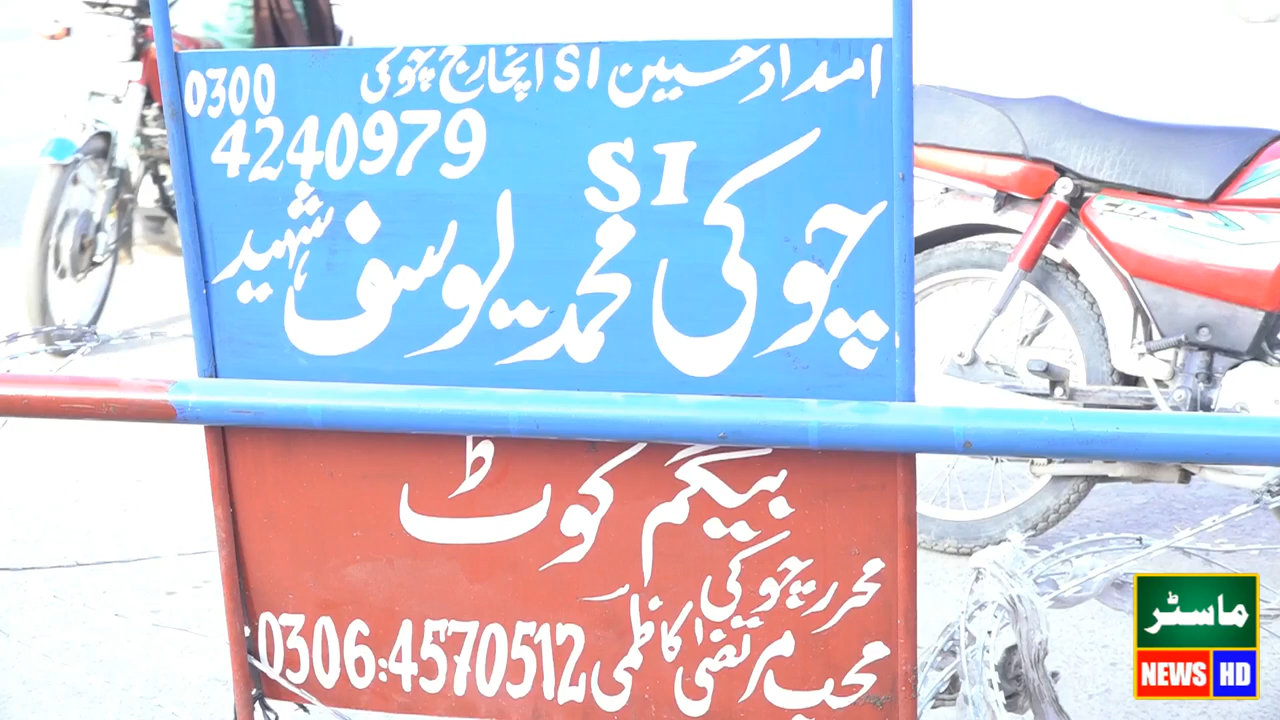 امداد حسین SI انچارج چوکی
0300
4240979
SI
چوکی محمد یوسف شہید
بیگم کوٹ
محرر چوکی
محب مرتضیٰ کاظمی 0306:4570512
ماسٹر
NEWS HD